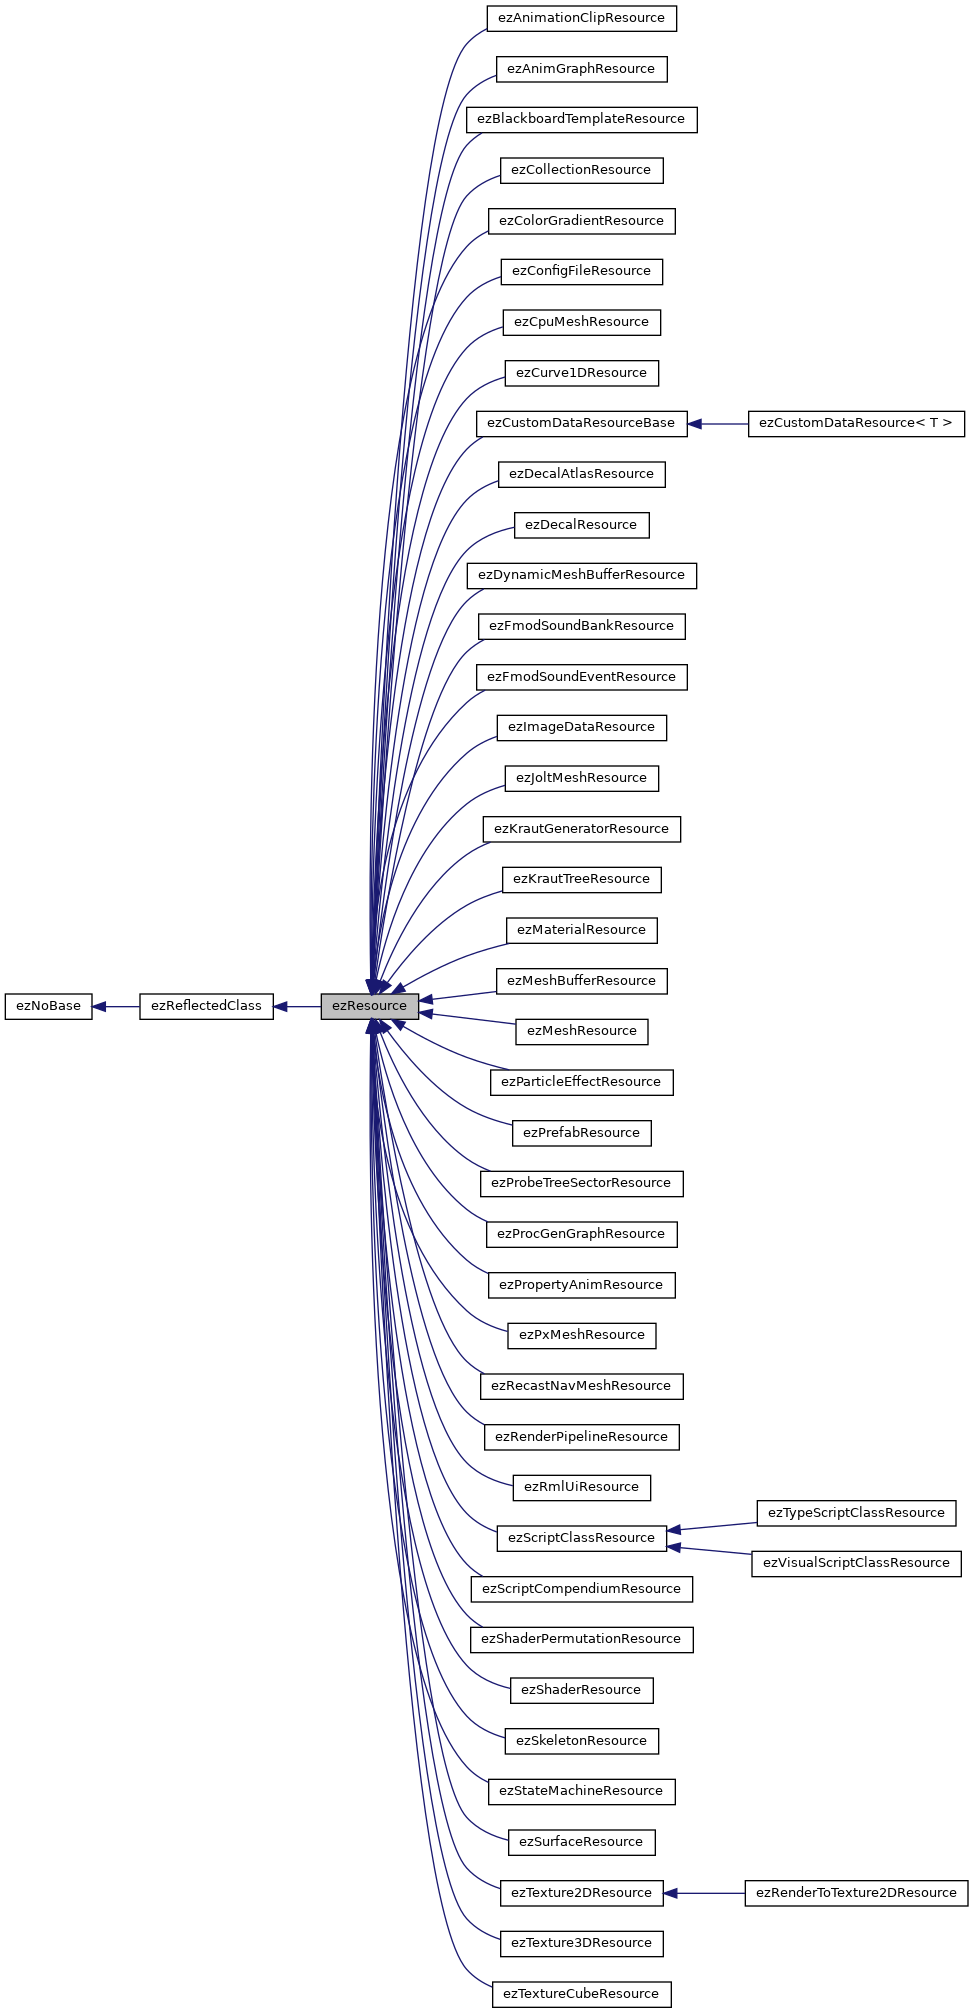 ezNoBase
ezReflectedClass
ezResource
ezAnimationClipResource
ezAnimGraphResource
ezBlackboardTemplateResource
ezCollectionResource
ezColorGradientResource
ezConfigFileResource
ezCpuMeshResource
ezCurve1DResource
ezCustomDataResourceBase
ezCustomDataResource< T >
ezDecalAtlasResource
ezDecalResource
ezDynamicMeshBufferResource
ezFmodSoundBankResource
ezFmodSoundEventResource
ezImageDataResource
ezJoltMeshResource
ezKrautGeneratorResource
ezKrautTreeResource
ezMaterialResource
ezMeshBufferResource
ezMeshResource
ezParticleEffectResource
ezPrefabResource
ezProbeTreeSectorResource
ezProcGenGraphResource
ezPropertyAnimResource
ezPxMeshResource
ezRecastNavMeshResource
ezRenderPipelineResource
ezRmlUiResource
ezScriptClassResource
ezTypeScriptClassResource
ezVisualScriptClassResource
ezScriptCompendiumResource
ezShaderPermutationResource
ezShaderResource
ezSkeletonResource
ezStateMachineResource
ezSurfaceResource
ezTexture2DResource
ezRenderToTexture2DResource
ezTexture3DResource
ezTextureCubeResource